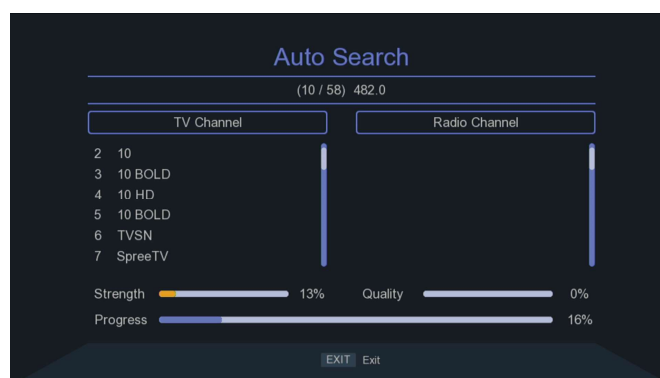 Auto Search
(10 / 58) 482.0
TV Channel Radio Channel
2 10
3 10 BOLD
4 10 HD
5 10 BOLD
6 TVSN
7 SpreeTV
Strength 13% Quality 0%
Progress 16%
EXIT Exit